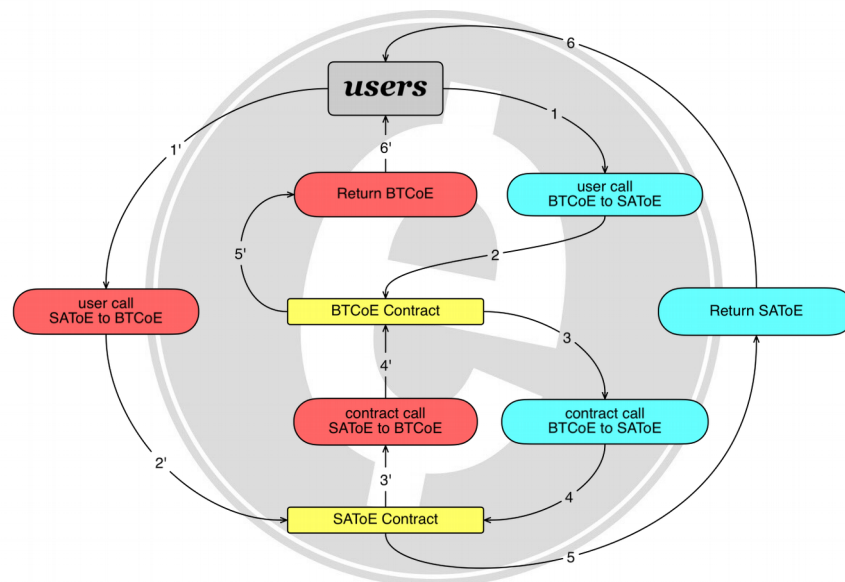 6
users
1
1'
6'
Return BTCoE
user call
BTCoE to SAToE
5'
2
user call
SAToE to BTCoE
BTCoE Contract
Return SAToE
3
4'
contract call
SAToE to BTCoE
contract call
BTCoE to SAToE
2'
3'
4
SAToE Contract
5